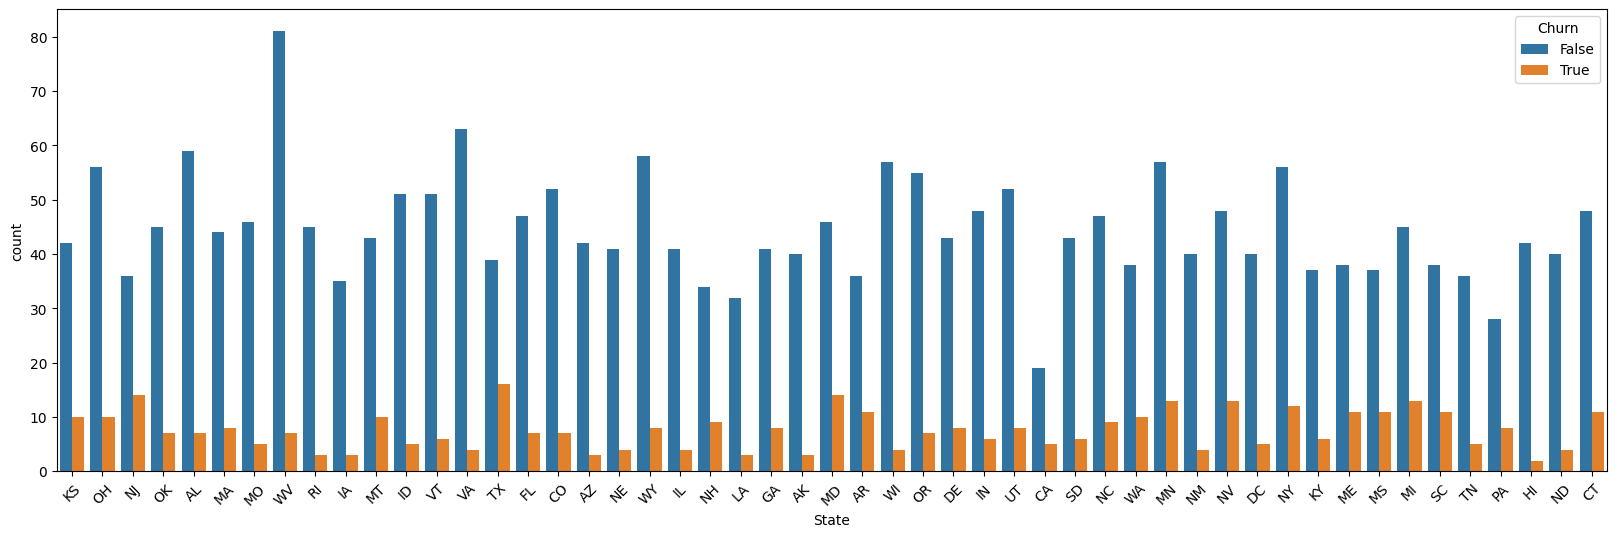 Churn
False
True
count
80
70
60
50
40
30
20
10
0
KS OH NJ OK AL MA MO WV RI IA MT ID VT VA TX FL CO AZ NE WY IL NH LA GA AK MD AR WI OR DE IN UT CA SD NC WA MN NM NV DC NY KY ME MS MI SC TN PA HI ND CT
State